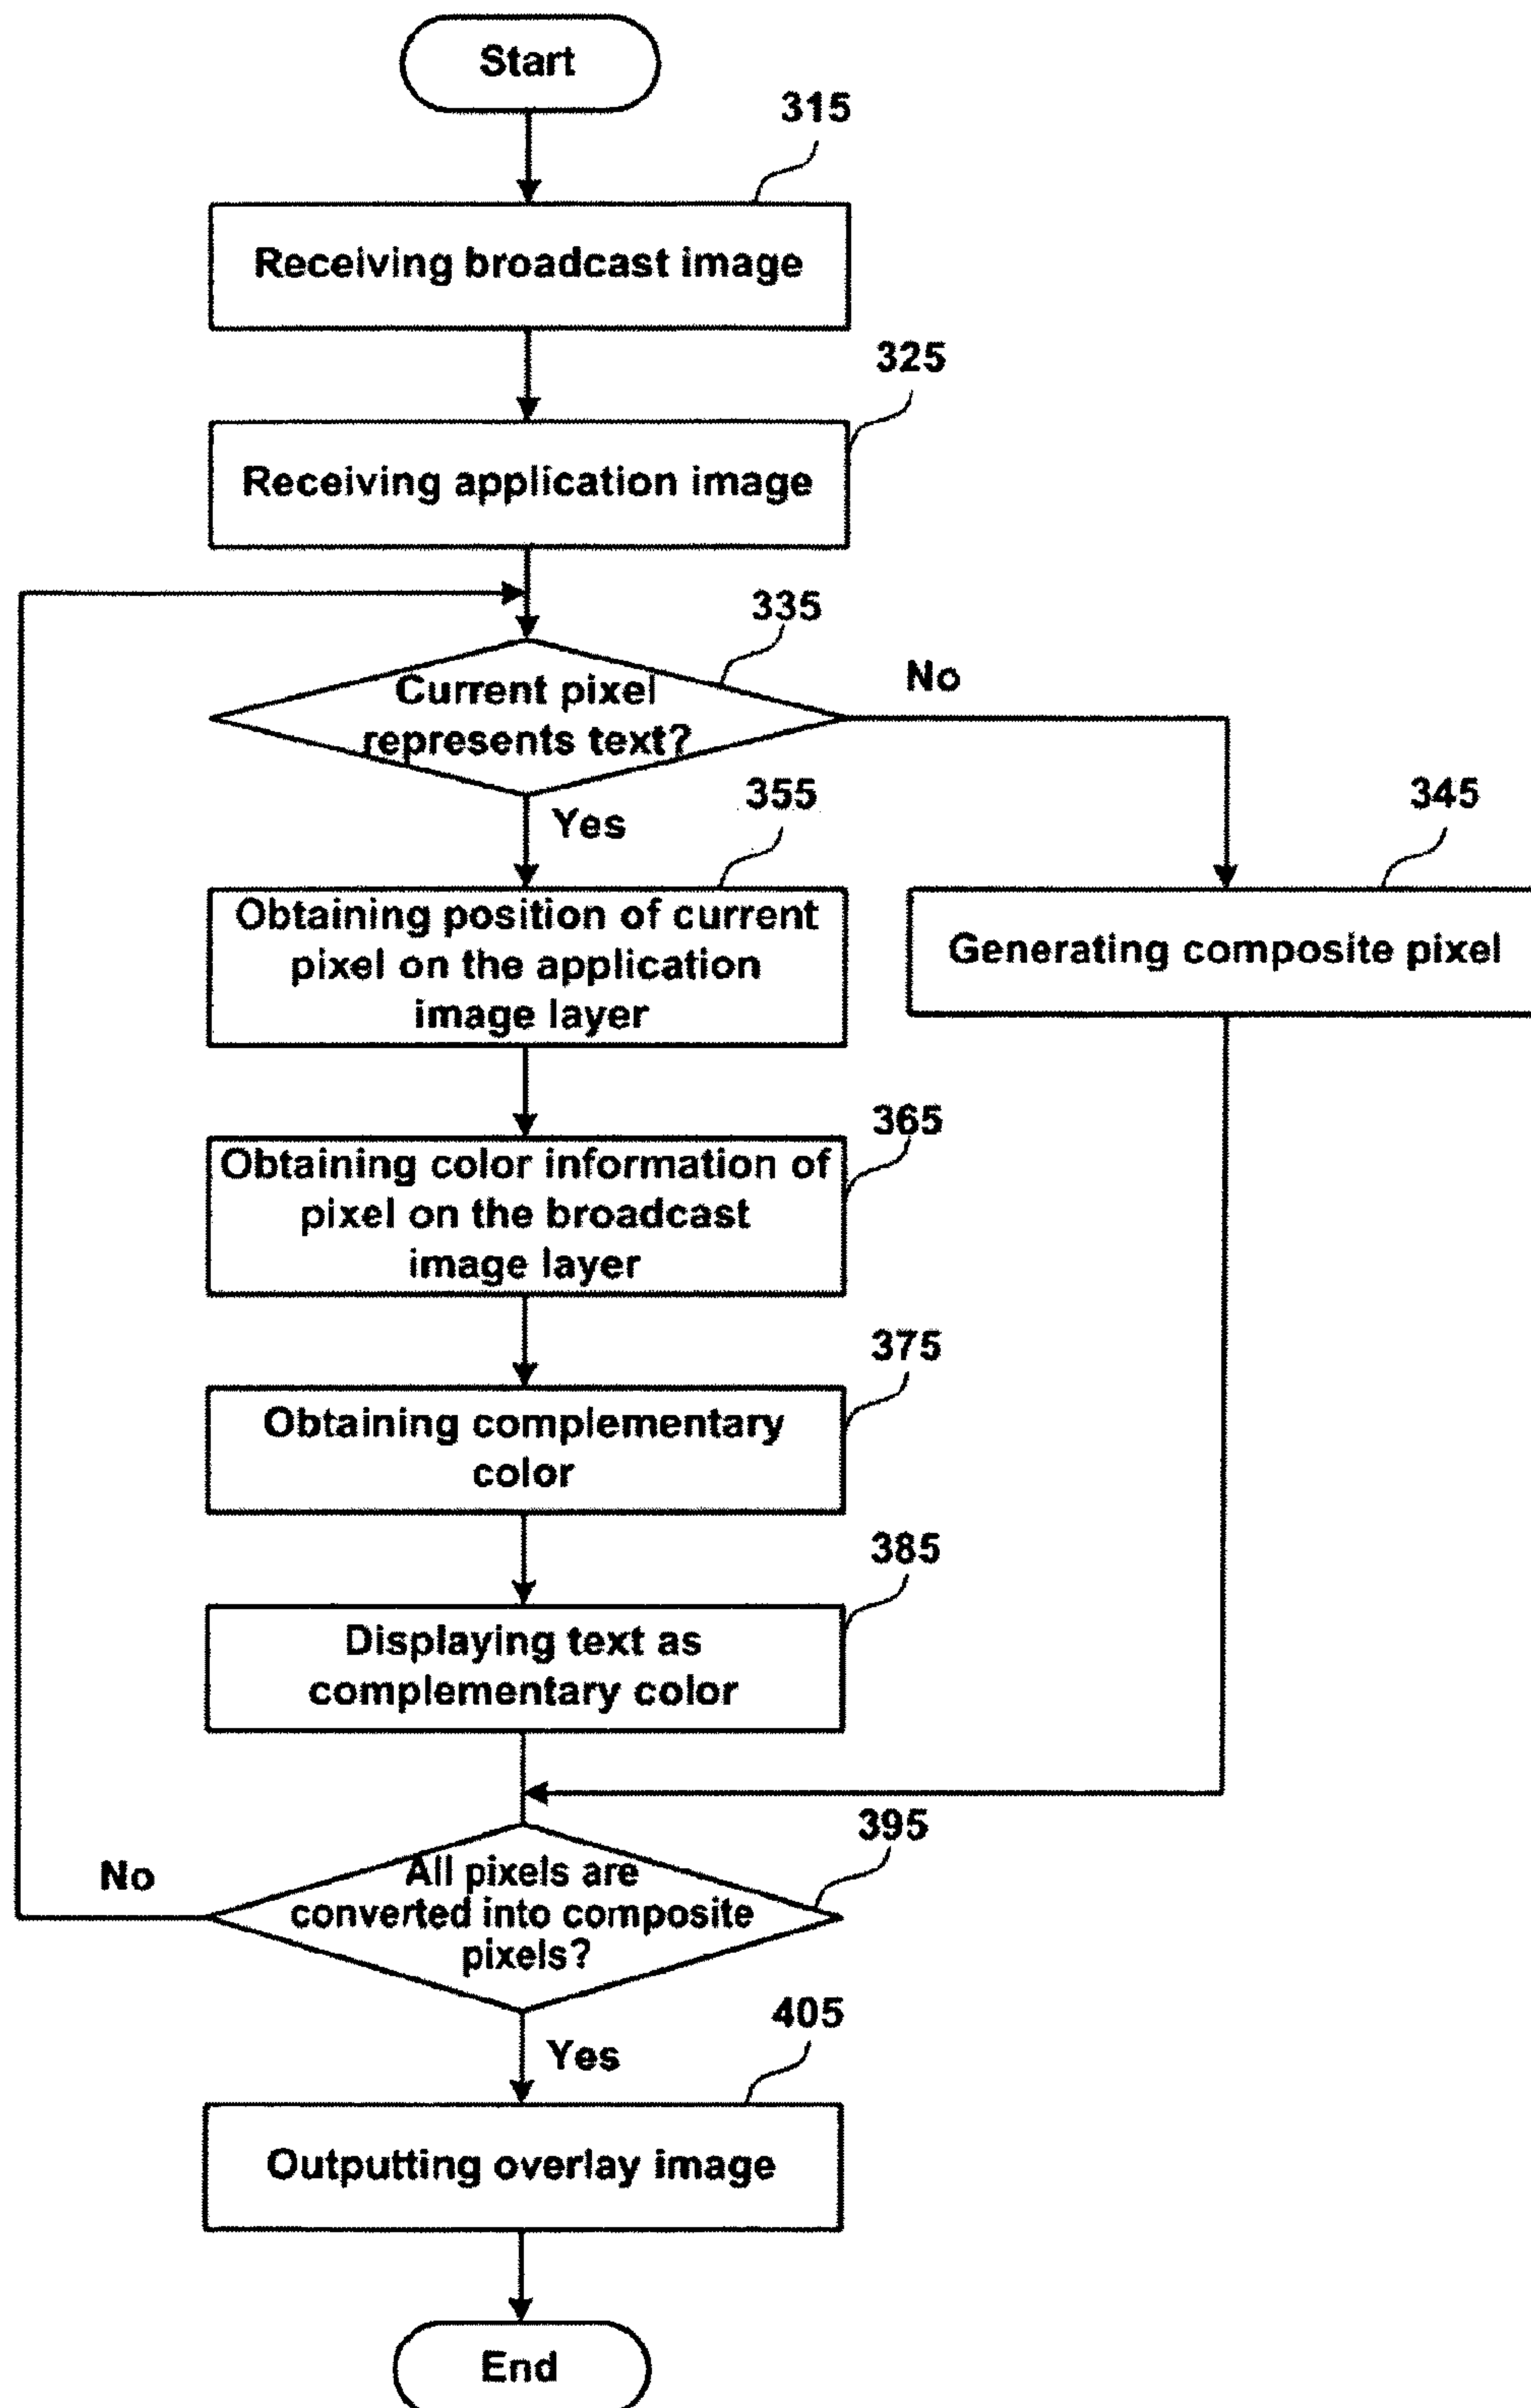 Start
315
Receiving broadcast image
325
Receiving application image
335
Current pixel
represents text?
No
Yes
355
Obtaining position of current
pixel on the application
image layer
345
Generating composite pixel
365
Obtaining color information of
pixel on the broadcast
image layer
375
Obtaining complementary
color
385
Displaying text as
complementary color
395
All pixels are
converted into composite
pixels?
No
Yes
405
Outputting overlay image
End